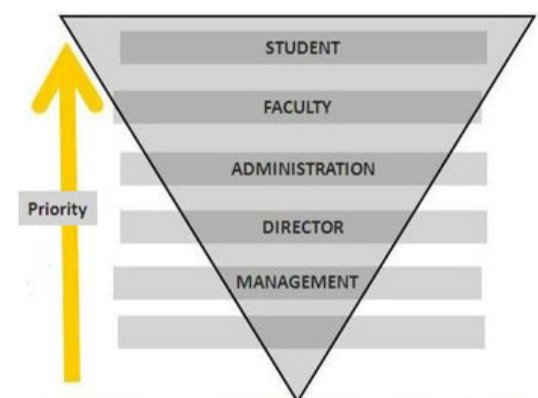 STUDENT
FACULTY
ADMINISTRATION
Priority
DIRECTOR
MANAGEMENT